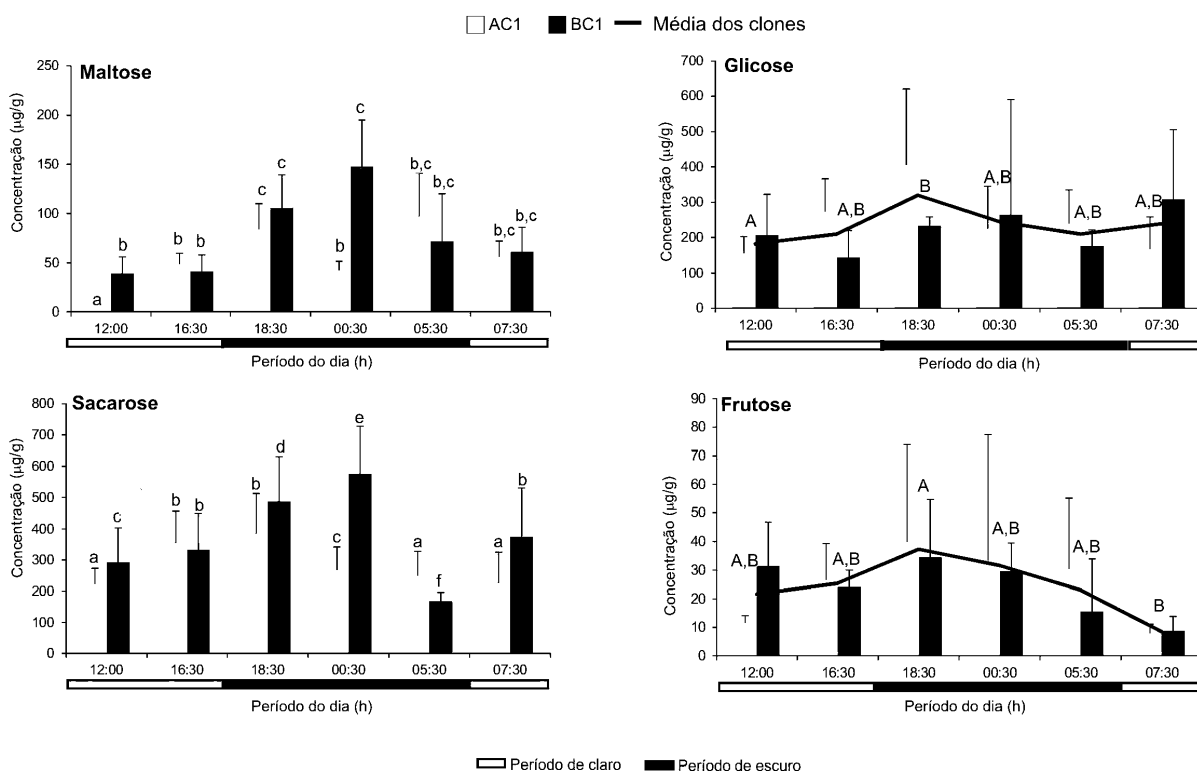 AC1 BC1 Média dos clones
Maltose
Concentração (µg/g)
250
200
150
100
50
0
a b b b c c b c b,c b,c b,c b,c
12:00 16:30 18:30 00:30 05:30 07:30
Período do dia (h)
Glicose
Concentração (µg/g)
700
600
500
400
300
200
100
0
A A,B B A,B A,B A,B
12:00 16:30 18:30 00:30 05:30 07:30
Período do dia (h)
Sacarose
Concentração (µg/g)
800
700
600
500
400
300
200
100
0
a c b b b d c e a f a b
12:00 16:30 18:30 00:30 05:30 07:30
Período do dia (h)
Frutose
Concentração (µg/g)
90
80
70
60
50
40
30
20
10
0
A,B A,B A A,B A,B B
12:00 16:30 18:30 00:30 05:30 07:30
Período do dia (h)
Período de claro Período de escuro